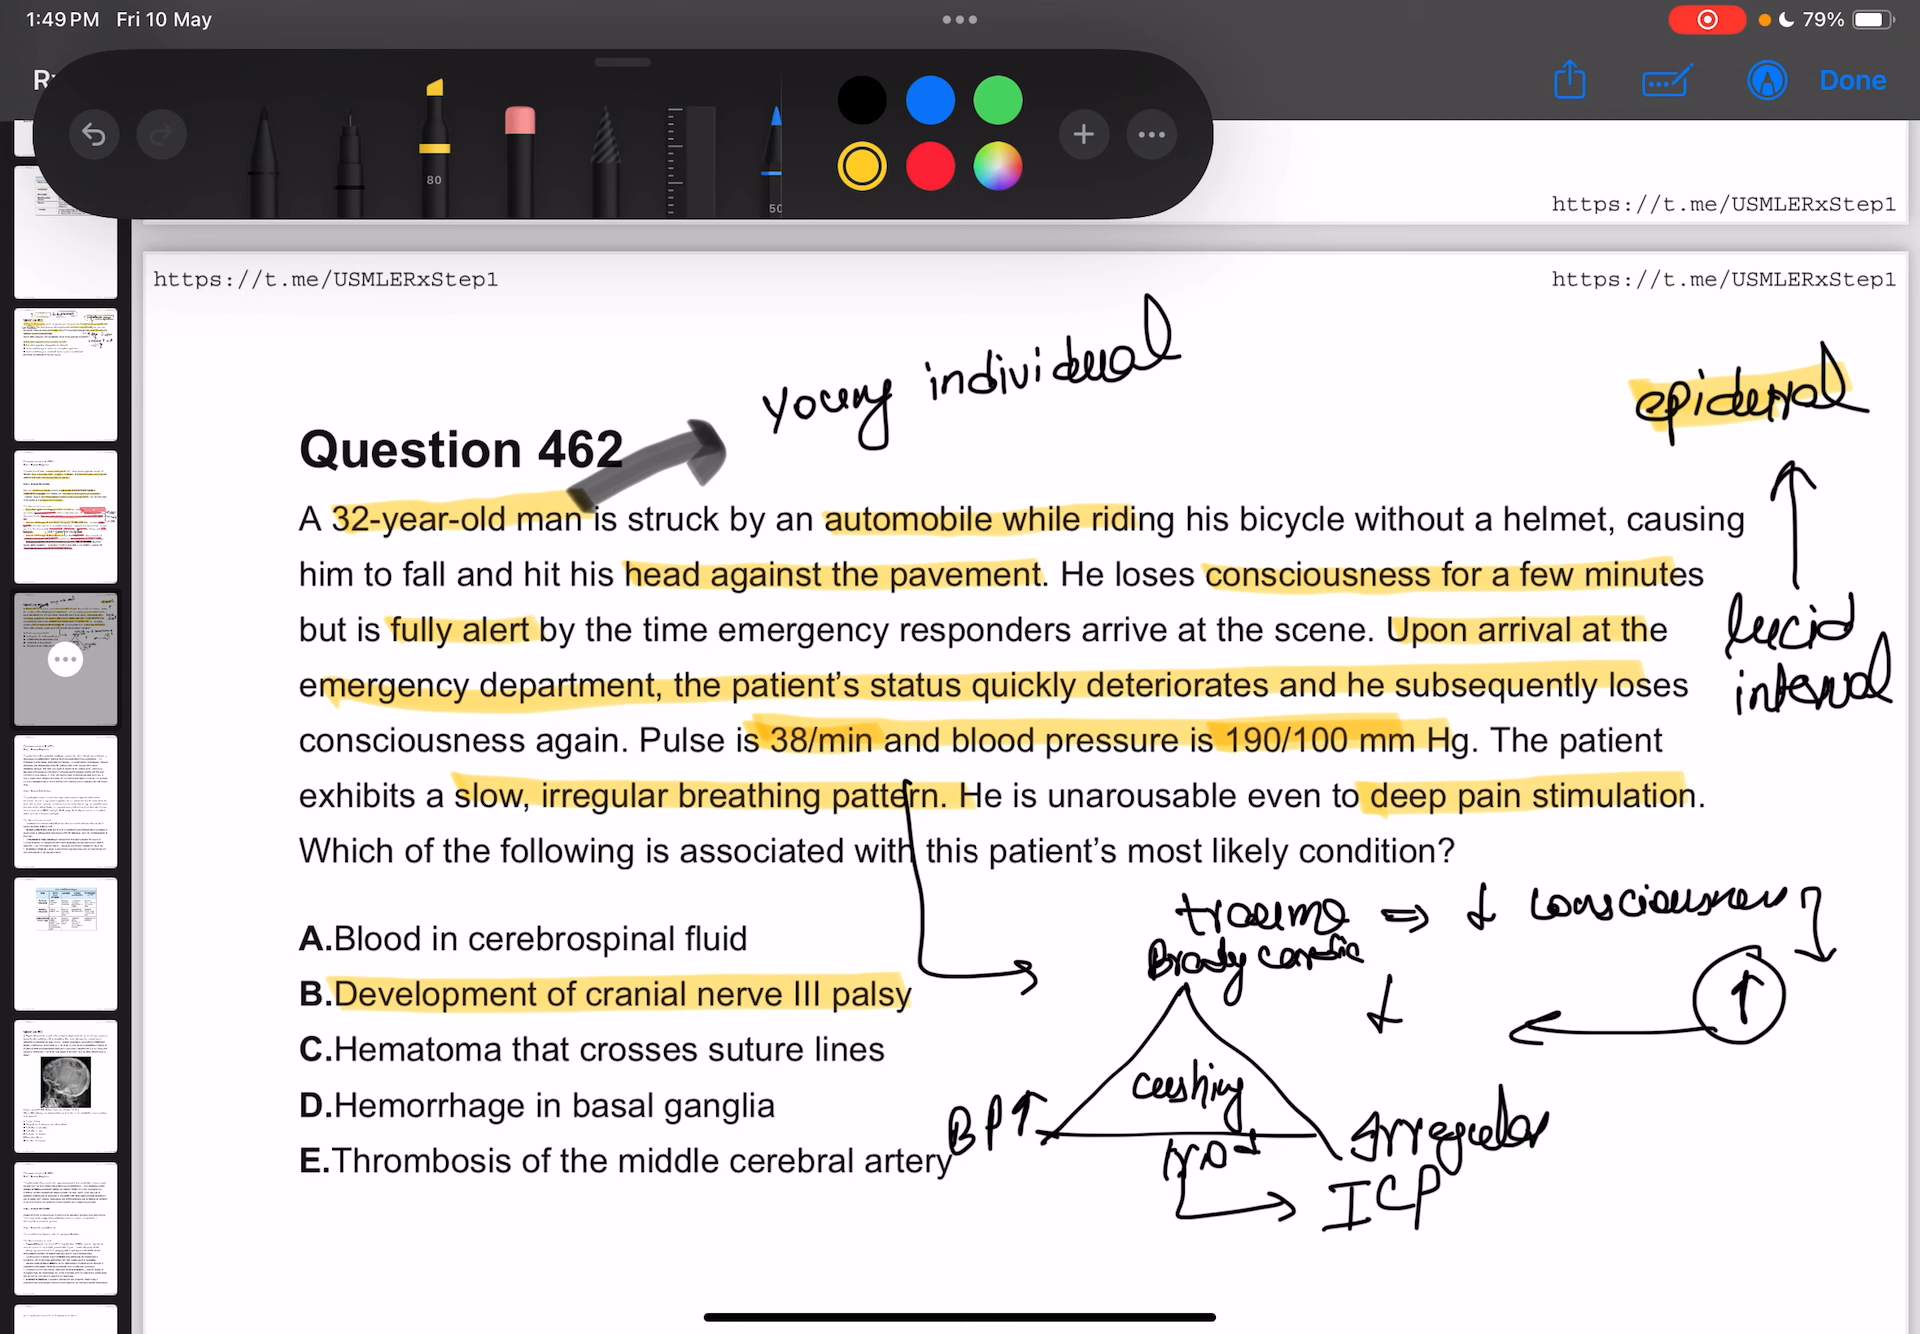 1:49 PM Fri 10 May
79%
Done
80
50
https://t.me/USMLERxStep1
https://t.me/USMLERxStep1
https://t.me/USMLERxStep1
young individual
epidural
Question 462
A 32-year-old man is struck by an automobile while riding his bicycle without a helmet, causing
him to fall and hit his head against the pavement. He loses consciousness for a few minutes
but is fully alert by the time emergency responders arrive at the scene. Upon arrival at the
emergency department, the patient's status quickly deteriorates and he subsequently loses
consciousness again. Pulse is 38/min and blood pressure is 190/100 mm Hg. The patient
exhibits a slow, irregular breathing pattern. He is unarousable even to deep pain stimulation.
Which of the following is associated with this patient's most likely condition?
lucid
interval
A.Blood in cerebrospinal fluid
B.Development of cranial nerve III palsy
C.Hematoma that crosses suture lines
D.Hemorrhage in basal ganglia
E.Thrombosis of the middle cerebral artery
trauma ⇒ ↓ consciousness
Bradycardia
↑
cushing
BP↑
Irregular
ICP